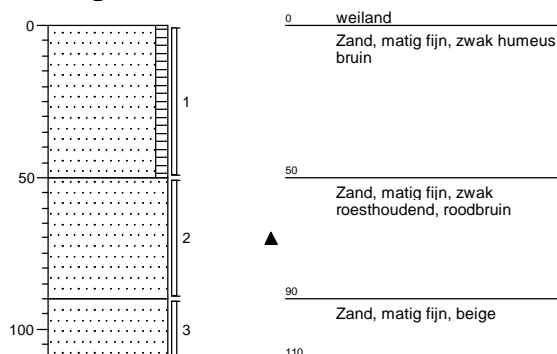 0
1
50
2
100
3
0
weiland
Zand, matig fijn, zwak humeus
bruin
50
Zand, matig fijn, zwak
roesthoudend, roodbruin
90
Zand, matig fijn, beige
110